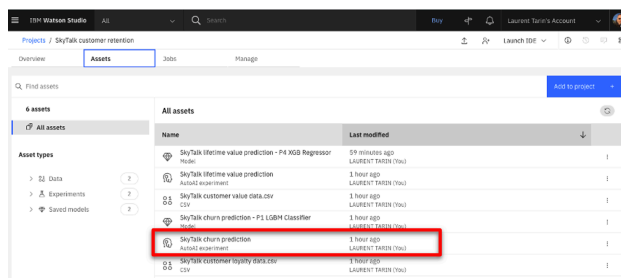 IBM Watson Studio All Search Buy Laurent Tarin's Account
Projects / SkyTalk customer retention Launch IDE
Overview Assets Jobs Manage
Find assets
Add to project +
6 assets
All assets
Asset types
Data 2
Experiments 2
Saved models 2
All assets
Name Last modified
SkyTalk lifetime value prediction - P4 XGB Regressor 59 minutes ago
Model LAURENT TARIN (You)
SkyTalk lifetime value prediction 1 hour ago
AutoAI experiment LAURENT TARIN (You)
SkyTalk customer value data.csv 1 hour ago
CSV LAURENT TARIN (You)
SkyTalk churn prediction - P1 LGBM Classifier 1 hour ago
Model LAURENT TARIN (You)
SkyTalk churn prediction 1 hour ago
AutoAI experiment LAURENT TARIN (You)
SkyTalk customer loyalty data.csv 1 hour ago
CSV LAURENT TARIN (You)